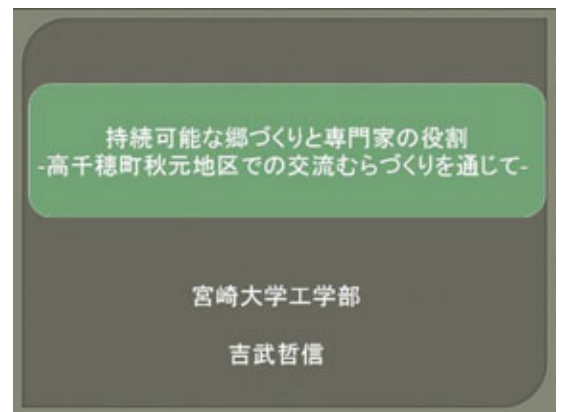 持続可能な郷づくりと専門家の役割
-高千穂町秋元地区での交流むらづくりを通じて-
宮崎大学工学部
吉武哲信